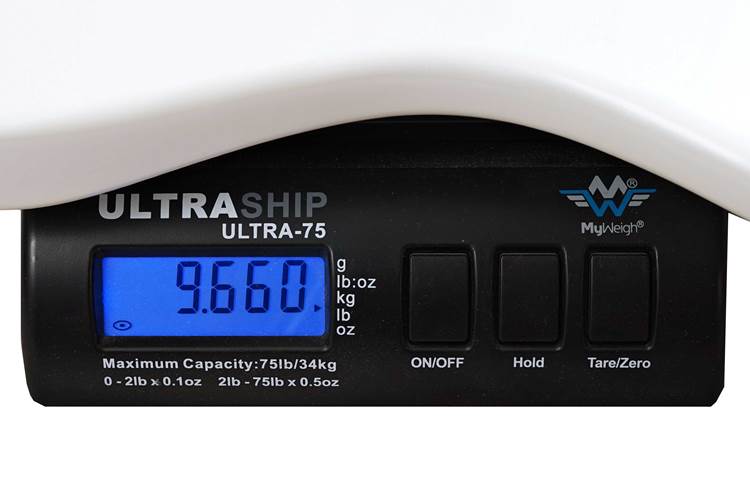 ULTRASHIP
ULTRA-75
MyWeigh®
9.660
g
lb:oz
kg
lb
oz
Maximum Capacity:75lb/34kg
0 - 2lb x 0.1oz 2lb - 75lb x 0.5oz
ON/OFF Hold Tare/Zero